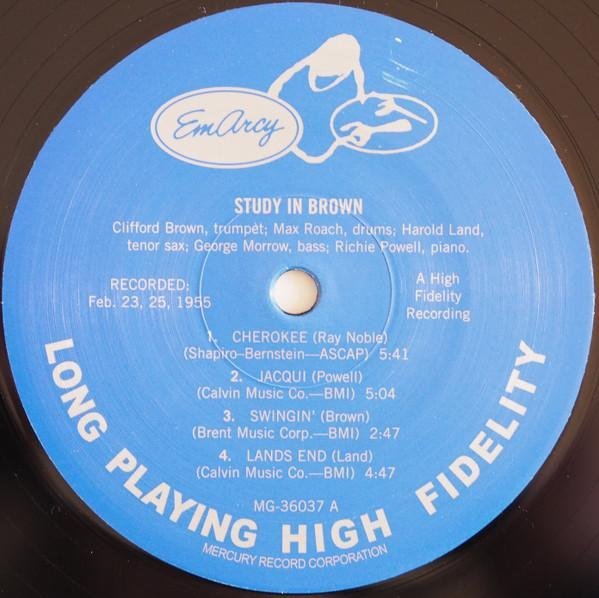 EmArcy
STUDY IN BROWN
Clifford Brown, trumpet; Max Roach, drums; Harold Land,
tenor sax; George Morrow, bass; Richie Powell, piano.
RECORDED:
Feb. 23, 25, 1955
A High
Fidelity
Recording
1. CHEROKEE (Ray Noble)
(Shapiro–Bernstein—ASCAP) 5:41
2. JACQUI (Powell)
(Calvin Music Co.—BMI) 5:04
3. SWINGIN' (Brown)
(Brent Music Corp.—BMI) 2:47
4. LANDS END (Land)
(Calvin Music Co.—BMI) 4:47
MG-36037 A
LONG PLAYING HIGH FIDELITY
MERCURY RECORD CORPORATION